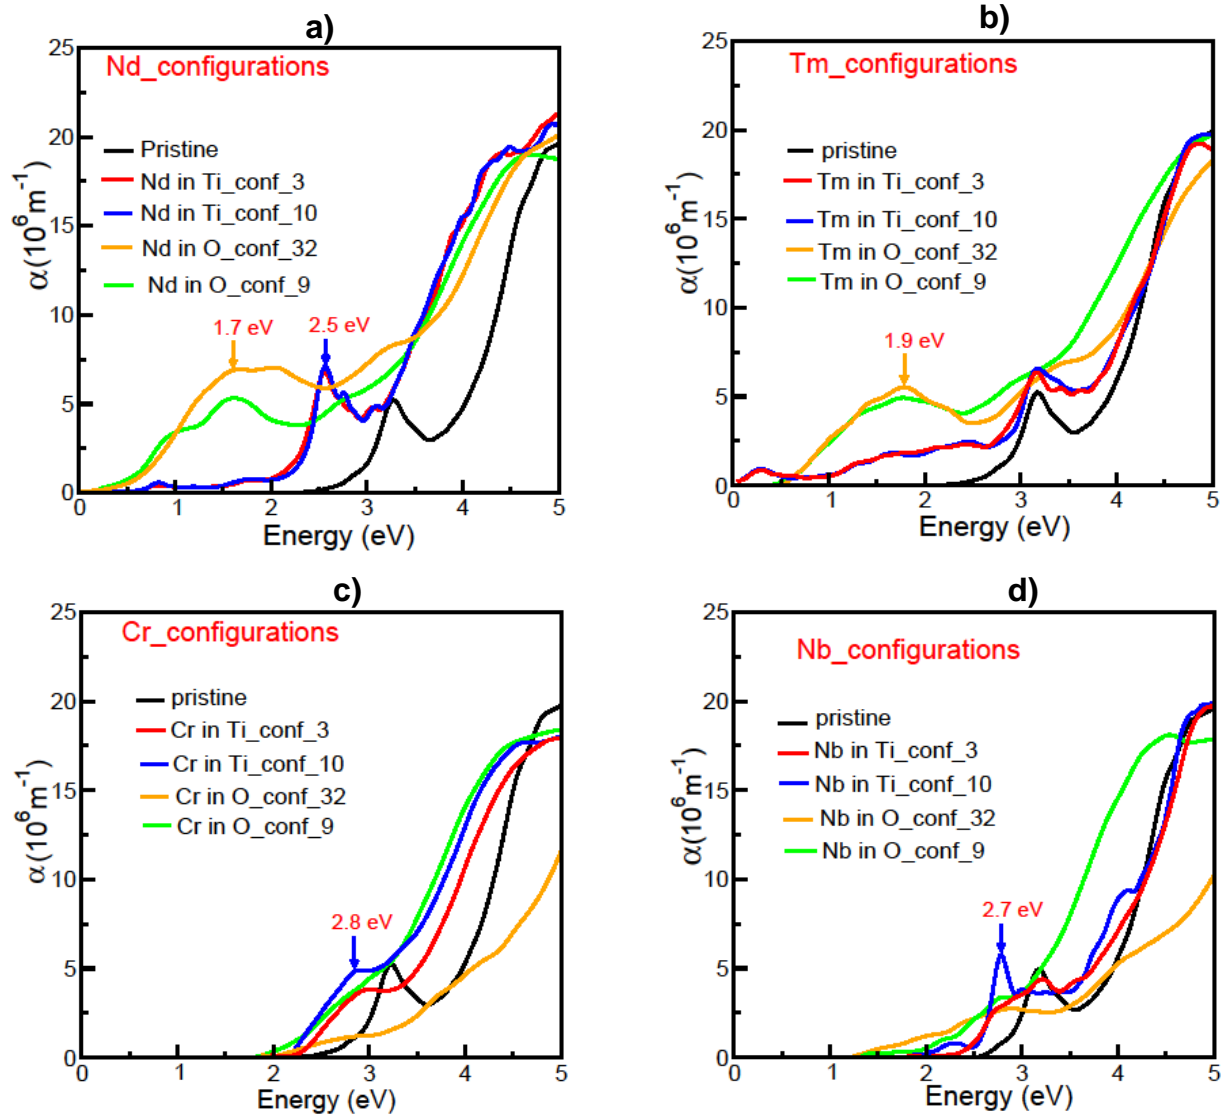 a)
Nd_configurations
Pristine
Nd in Ti_conf_3
Nd in Ti_conf_10
Nd in O_conf_32
Nd in O_conf_9
1.7 eV
2.5 eV
α(10⁶m⁻¹)
25
20
15
10
5
0
0 1 2 3 4 5
Energy (eV)
b)
Tm_configurations
pristine
Tm in Ti_conf_3
Tm in Ti_conf_10
Tm in O_conf_32
Tm in O_conf_9
1.9 eV
α(10⁶m⁻¹)
25
20
15
10
5
0
0 1 2 3 4 5
Energy (eV)
c)
Cr_configurations
pristine
Cr in Ti_conf_3
Cr in Ti_conf_10
Cr in O_conf_32
Cr in O_conf_9
2.8 eV
α(10⁶m⁻¹)
25
20
15
10
5
0
0 1 2 3 4 5
Energy (eV)
d)
Nb_configurations
pristine
Nb in Ti_conf_3
Nb in Ti_conf_10
Nb in O_conf_32
Nb in O_conf_9
2.7 eV
α(10⁶m⁻¹)
25
20
15
10
5
0
0 1 2 3 4 5
Energy (eV)